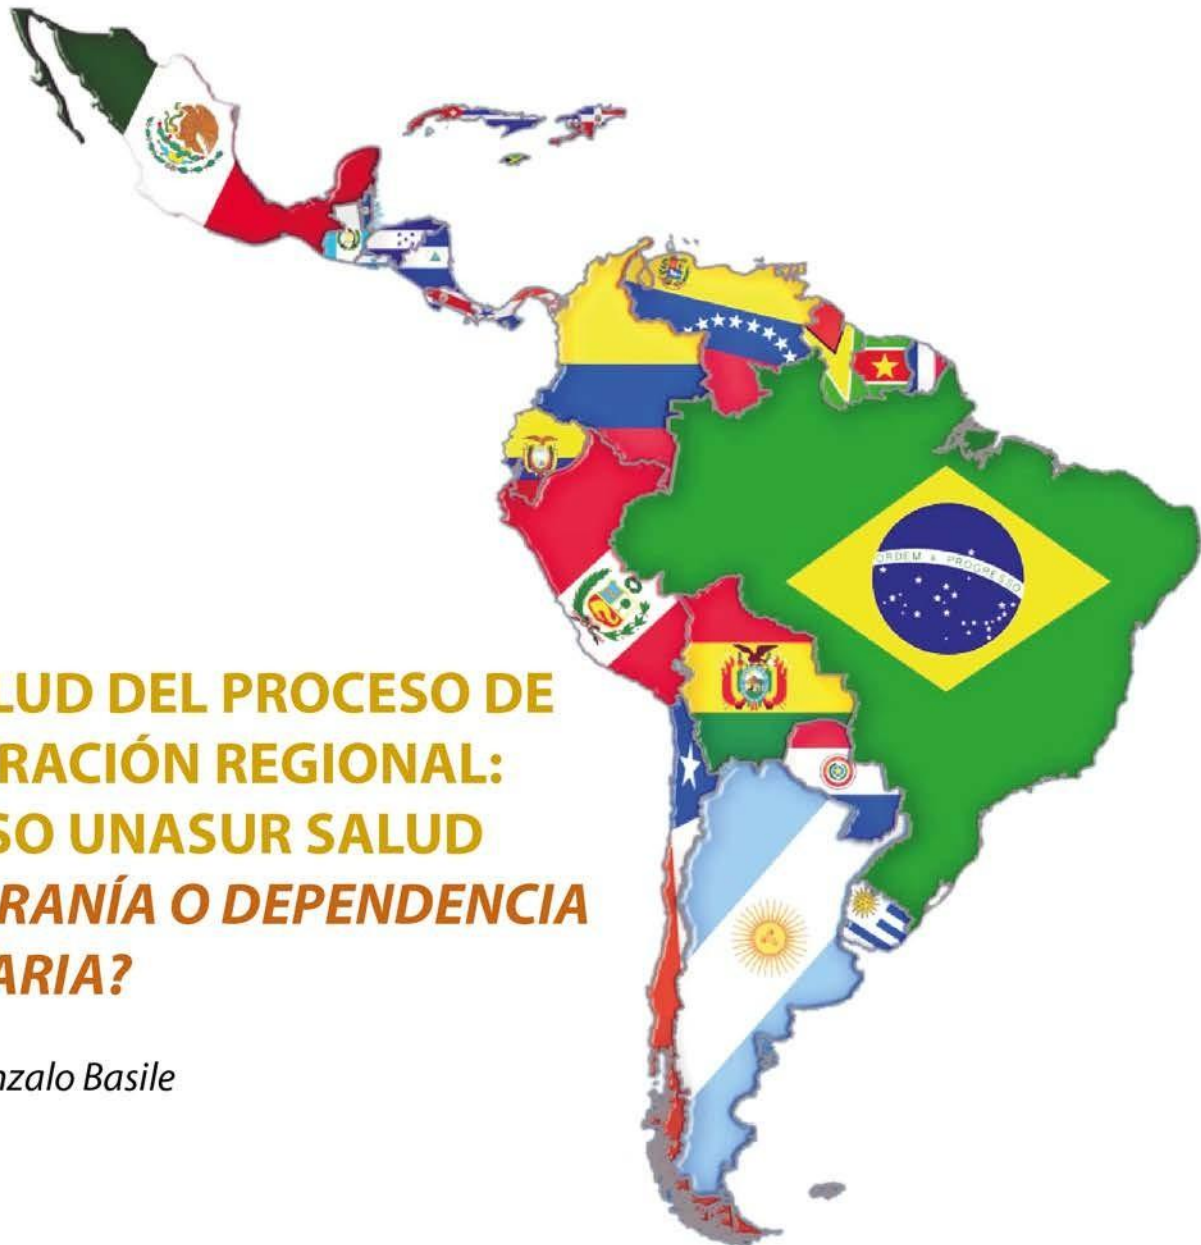 ORDEM E PROGRESSO
LUD DEL PROCESO DE
RACIÓN REGIONAL:
SO UNASUR SALUD
RANÍA O DEPENDENCIA
ARIA?
nzalo Basile